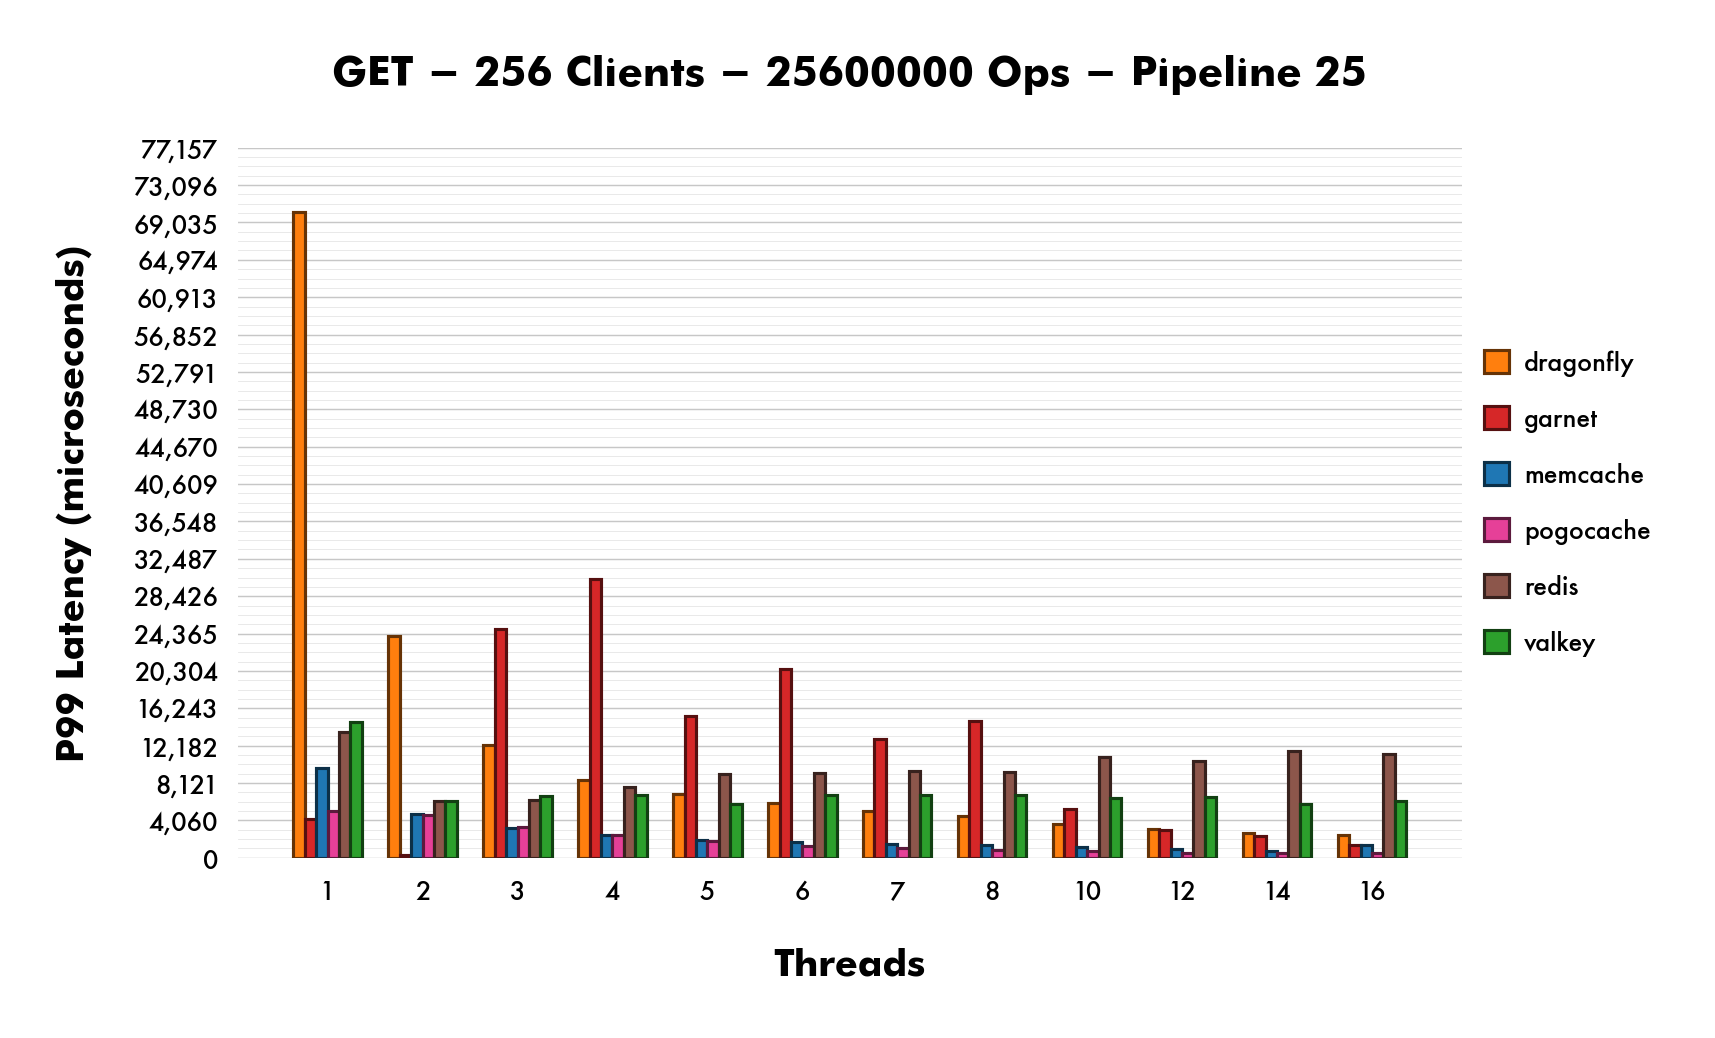 GET – 256 Clients – 25600000 Ops – Pipeline 25
P99 Latency (microseconds)
77,157
73,096
69,035
64,974
60,913
56,852
52,791
48,730
44,670
40,609
36,548
32,487
28,426
24,365
20,304
16,243
12,182
8,121
4,060
0
1 2 3 4 5 6 7 8 10 12 14 16
Threads
dragonfly
garnet
memcache
pogocache
redis
valkey